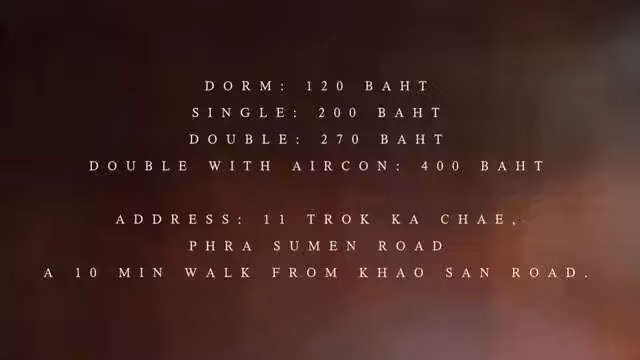 DORM: 120 BAHT
SINGLE: 200 BAHT
DOUBLE: 270 BAHT
DOUBLE WITH AIRCON: 400 BAHT
ADDRESS: 11 TROK KA CHAE,
PHRA SUMEN ROAD
A 10 MIN WALK FROM KHAO SAN ROAD.